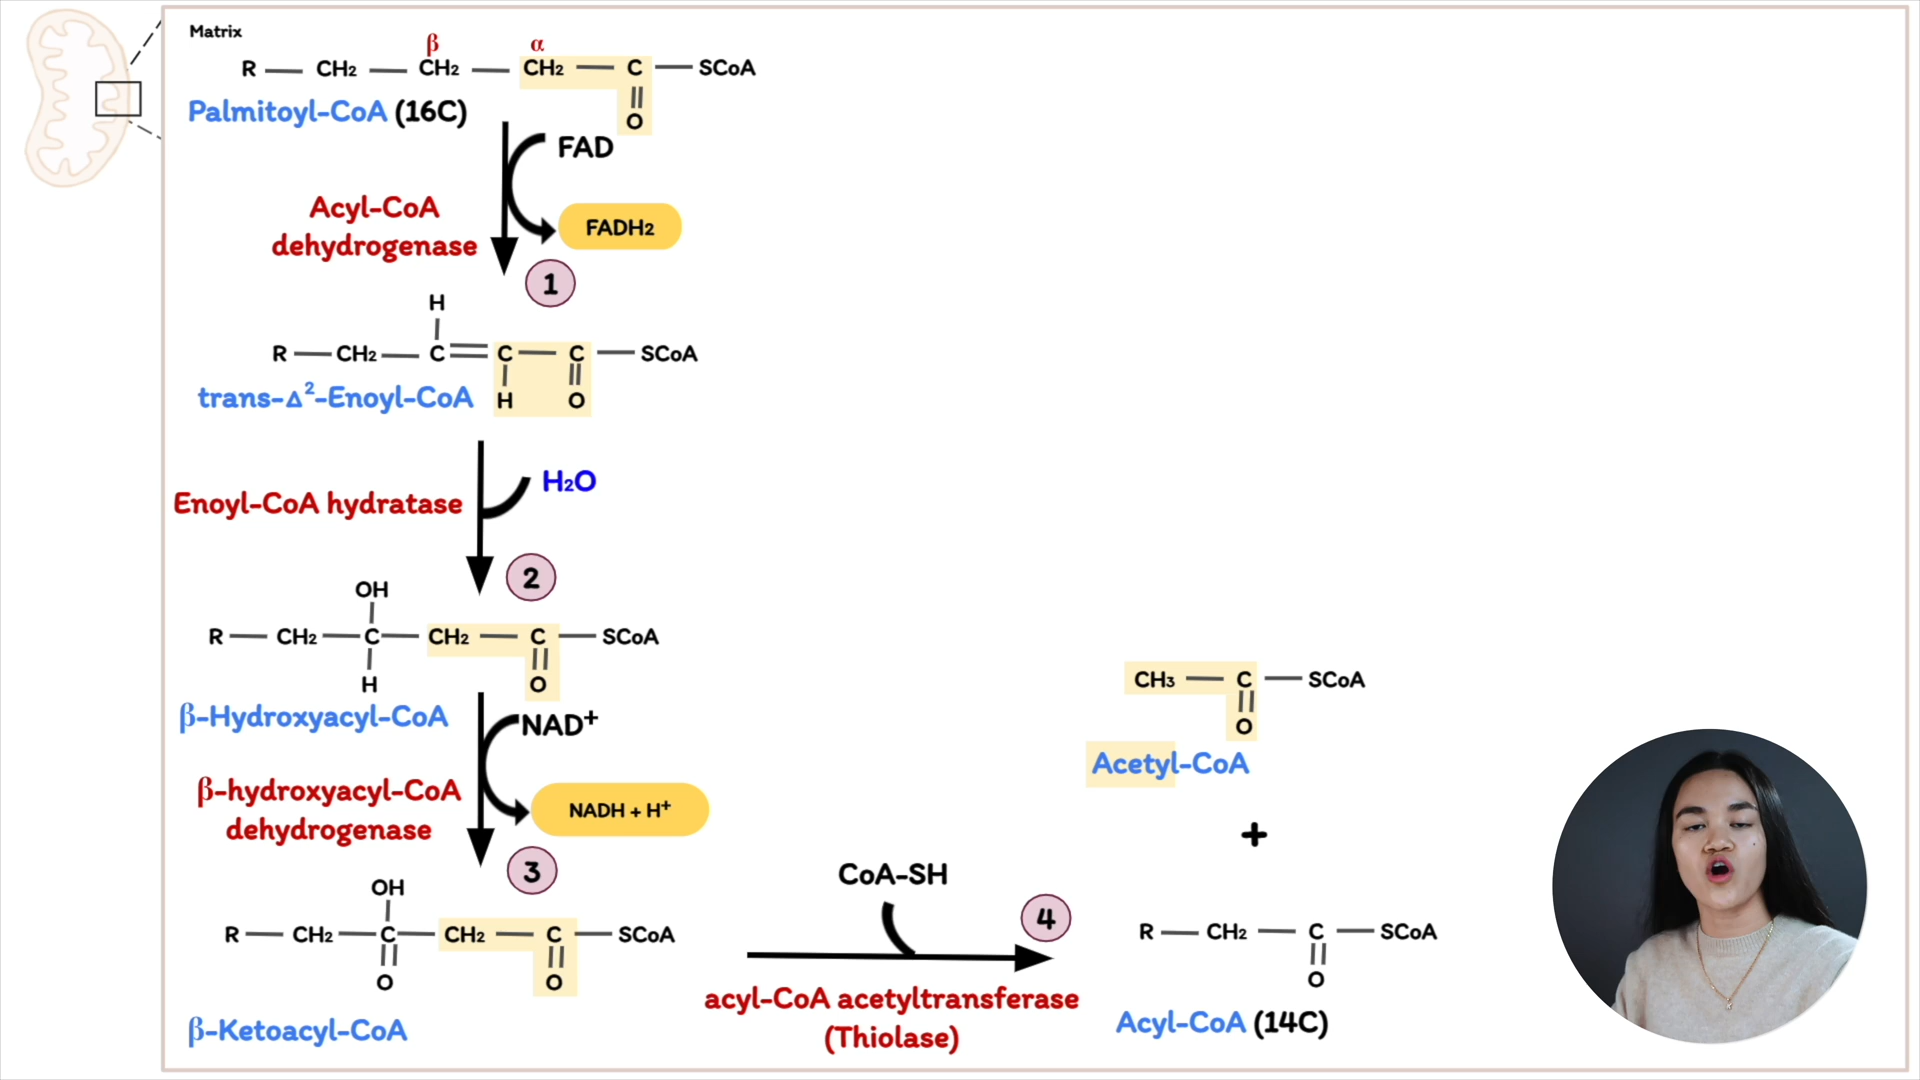 Matrix
β α
R CH₂ CH₂ CH₂ C SCoA
O
Palmitoyl-CoA (16C)
FAD
Acyl-CoA
dehydrogenase
FADH2
1
H
R CH₂ C C C SCoA
H O
trans-Δ²-Enoyl-CoA
H₂O
Enoyl-CoA hydratase
2
OH
R CH₂ C CH₂ C SCoA
H O
β-Hydroxyacyl-CoA
NAD⁺
β-hydroxyacyl-CoA
dehydrogenase
NADH + H⁺
3
OH
R CH₂ C CH₂ C SCoA
O O
β-Ketoacyl-CoA
CoA-SH
4
acyl-CoA acetyltransferase
(Thiolase)
CH₃ C SCoA
O
Acetyl-CoA
+
R CH₂ C SCoA
O
Acyl-CoA (14C)